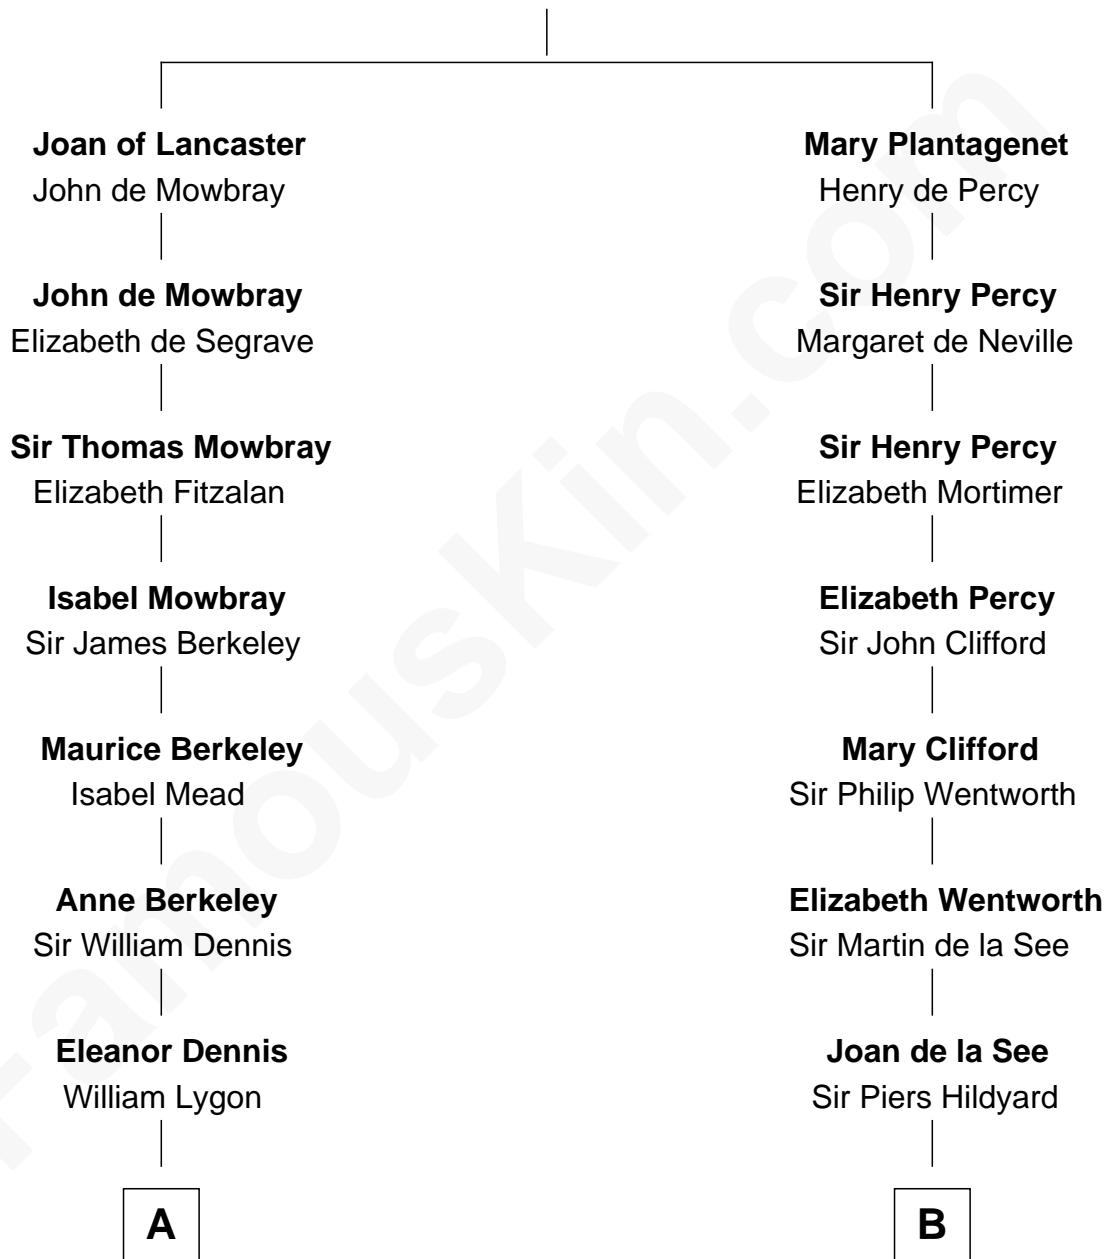 Joan of Lancaster
John de Mowbray
John de Mowbray
Elizabeth de Segrave
Sir Thomas Mowbray
Elizabeth Fitzalan
Isabel Mowbray
Sir James Berkeley
Maurice Berkeley
Isabel Mead
Anne Berkeley
Sir William Dennis
Eleanor Dennis
William Lygon
A
Mary Plantagenet
Henry de Percy
Sir Henry Percy
Margaret de Neville
Sir Henry Percy
Elizabeth Mortimer
Elizabeth Percy
Sir John Clifford
Mary Clifford
Sir Philip Wentworth
Elizabeth Wentworth
Sir Martin de la See
Joan de la See
Sir Piers Hildyard
B
FamousKin.com